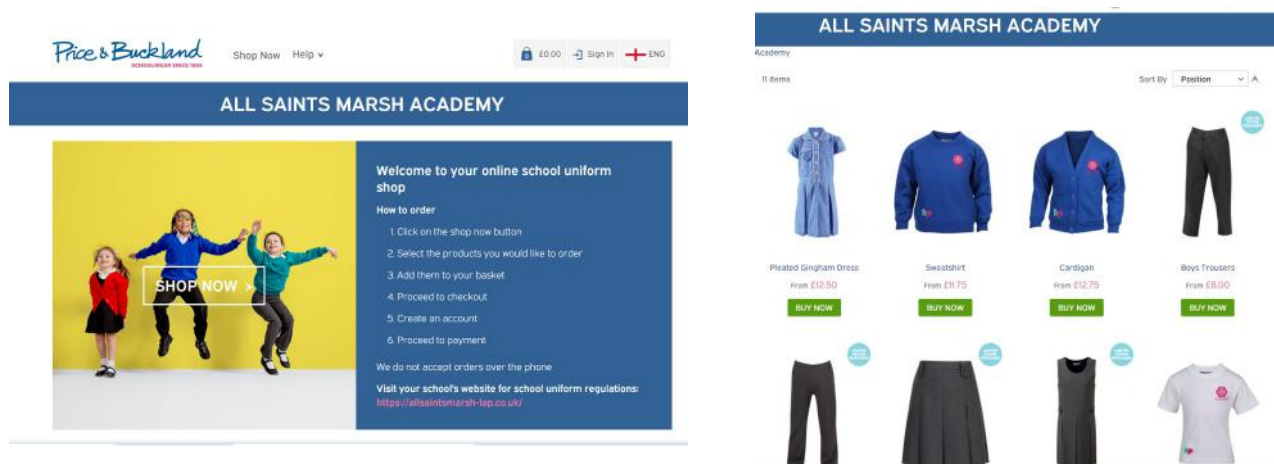 Price & Buckland
SCHOOLWEAR SINCE
Shop Now Help
£0.00 Sign In ENG
ALL SAINTS MARSH ACADEMY
SHOP NOW >
Welcome to your online school uniform
shop
How to order
1. Click on the shop now button
2. Select the products you would like to order
3. Add them to your basket
4. Proceed to checkout
5. Create an account
6. Proceed to payment
We do not accept orders over the phone
Visit your school's website for school uniform regulations:
https://allsaintsmarsh-lap.co.uk/
ALL SAINTS MARSH ACADEMY
Academy
11 Items
Sort By Position
Pleated Gingham Dress
From £12.50
BUY NOW
Sweatshirt
From £11.75
BUY NOW
Cardigan
From £12.75
BUY NOW
Boys Trousers
From £8.00
BUY NOW